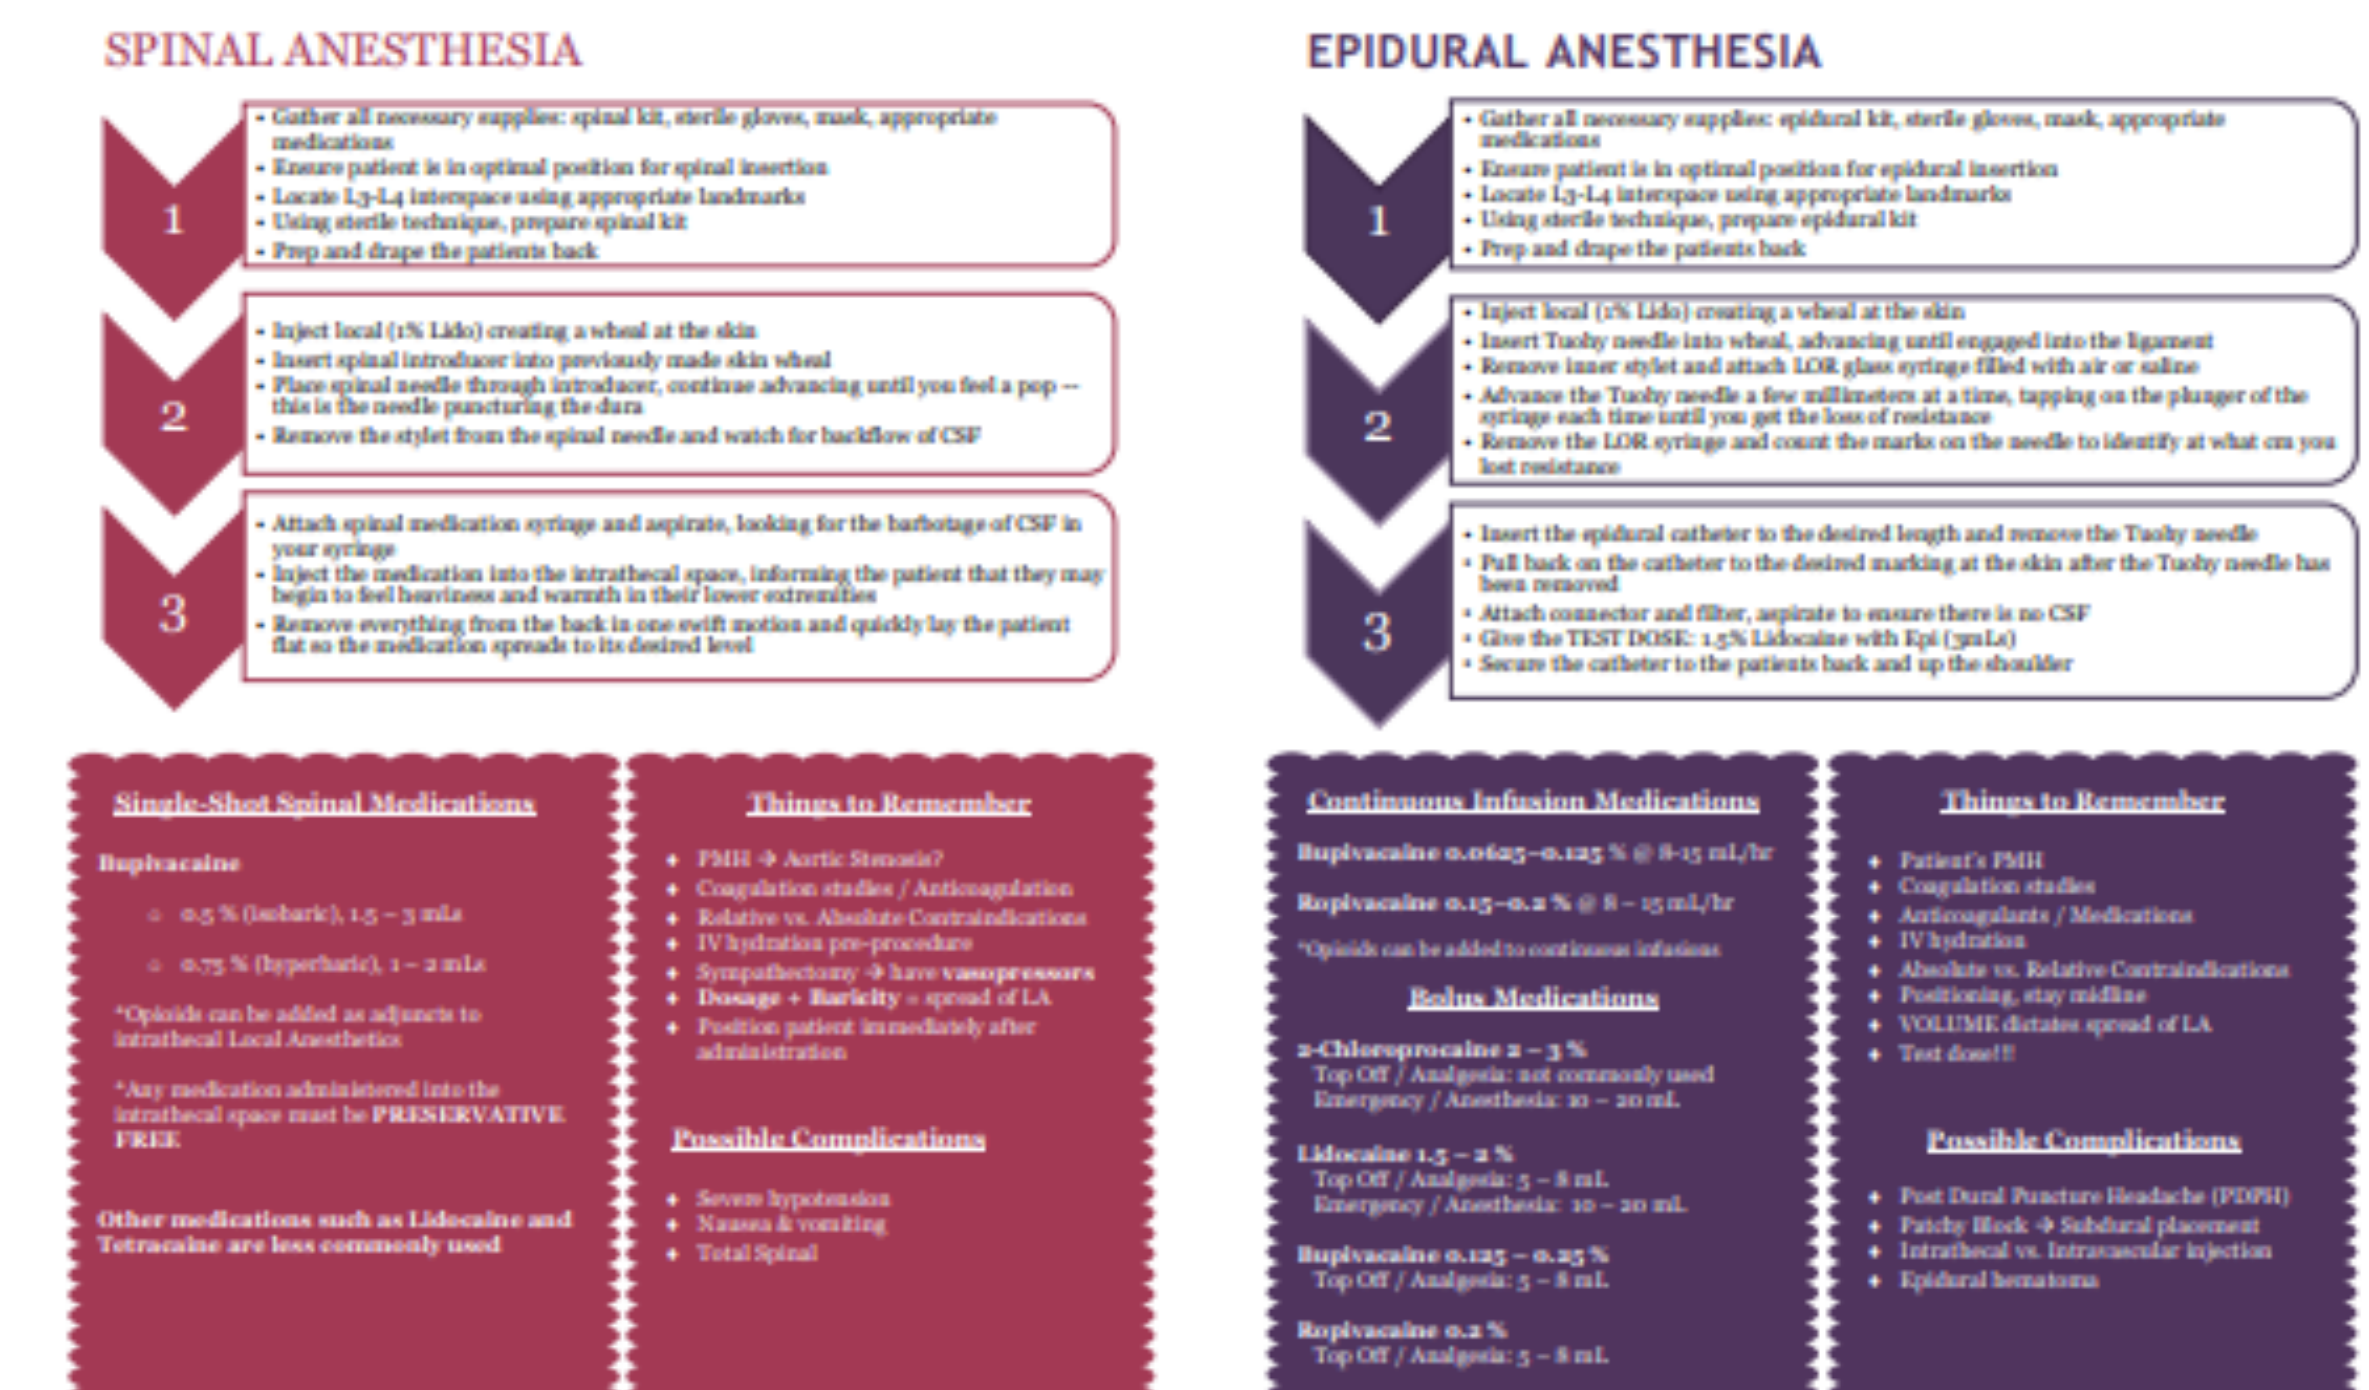 SPINAL ANESTHESIA
1
• Gather all necessary supplies: spinal kit, sterile gloves, mask, appropriate
medications
• Ensure patient is in optimal position for spinal insertion
• Locate L3-L4 interspace using appropriate landmarks
• Using sterile technique, prepare spinal kit
• Prep and drape the patients back
2
• Inject local (1% Lido) creating a wheal at the skin
• Insert spinal introducer into previously made skin wheal
• Place spinal needle through introducer, continue advancing until you feel a pop --
this is the needle puncturing the dura
• Remove the stylet from the spinal needle and watch for backflow of CSF
3
• Attach spinal medication syringe and aspirate, looking for the barbotage of CSF in
your syringe
• Inject the medication into the intrathecal space, informing the patient that they may
begin to feel heaviness and warmth in their lower extremities
• Remove everything from the back in one swift motion and quickly lay the patient
flat so the medication spreads to its desired level
Single-Shot Spinal Medications
Bupivacaine
○ 0.5 % (isobaric), 1.5 – 3 mLs
○ 0.75 % (hyperbaric), 1 – 2 mLs
*Opioids can be added as adjuncts to
intrathecal Local Anesthetics
*Any medication administered into the
intrathecal space must be PRESERVATIVE
FREE
Other medications such as Lidocaine and
Tetracaine are less commonly used
Things to Remember
♦ PMH → Aortic Stenosis?
♦ Coagulation studies / Anticoagulation
♦ Relative vs. Absolute Contraindications
♦ IV hydration pre-procedure
♦ Sympathectomy → have vasopressors
♦ Dosage + Baricity = spread of LA
♦ Position patient immediately after
administration
Possible Complications
♦ Severe hypotension
♦ Nausea & vomiting
♦ Total Spinal
EPIDURAL ANESTHESIA
1
• Gather all necessary supplies: epidural kit, sterile gloves, mask, appropriate
medications
• Ensure patient is in optimal position for epidural insertion
• Locate L3-L4 interspace using appropriate landmarks
• Using sterile technique, prepare epidural kit
• Prep and drape the patients back
2
• Inject local (1% Lido) creating a wheal at the skin
• Insert Tuohy needle into wheal, advancing until engaged into the ligament
• Remove inner stylet and attach LOR glass syringe filled with air or saline
• Advance the Tuohy needle a few millimeters at a time, tapping on the plunger of the
syringe each time until you get the loss of resistance
• Remove the LOR syringe and count the marks on the needle to identify at what cm you
lost resistance
3
• Insert the epidural catheter to the desired length and remove the Tuohy needle
• Pull back on the catheter to the desired marking at the skin after the Tuohy needle has
been removed
• Attach connector and filter, aspirate to ensure there is no CSF
• Give the TEST DOSE: 1.5% Lidocaine with Epi (3mLs)
• Secure the catheter to the patients back and up the shoulder
Continuous Infusion Medications
Bupivacaine 0.0625–0.125 % @ 8-15 mL/hr
Ropivacaine 0.15–0.2 % @ 8 – 15 mL/hr
*Opioids can be added to continuous infusions
Bolus Medications
2-Chloroprocaine 2 – 3 %
Top Off / Analgesia: not commonly used
Emergency / Anesthesia: 10 – 20 mL
Lidocaine 1.5 – 2 %
Top Off / Analgesia: 5 – 8 mL
Emergency / Anesthesia: 10 – 20 mL
Bupivacaine 0.125 – 0.25 %
Top Off / Analgesia: 5 – 8 mL
Ropivacaine 0.2 %
Top Off / Analgesia: 5 – 8 mL
Things to Remember
♦ Patient's PMH
♦ Coagulation studies
♦ Anticoagulants / Medications
♦ IV hydration
♦ Absolute vs. Relative Contraindications
♦ Positioning, stay midline
♦ VOLUME dictates spread of LA
♦ Test dose!!!
Possible Complications
♦ Post Dural Puncture Headache (PDPH)
♦ Patchy Block → Subdural placement
♦ Intrathecal vs. Intravascular injection
♦ Epidural hematoma